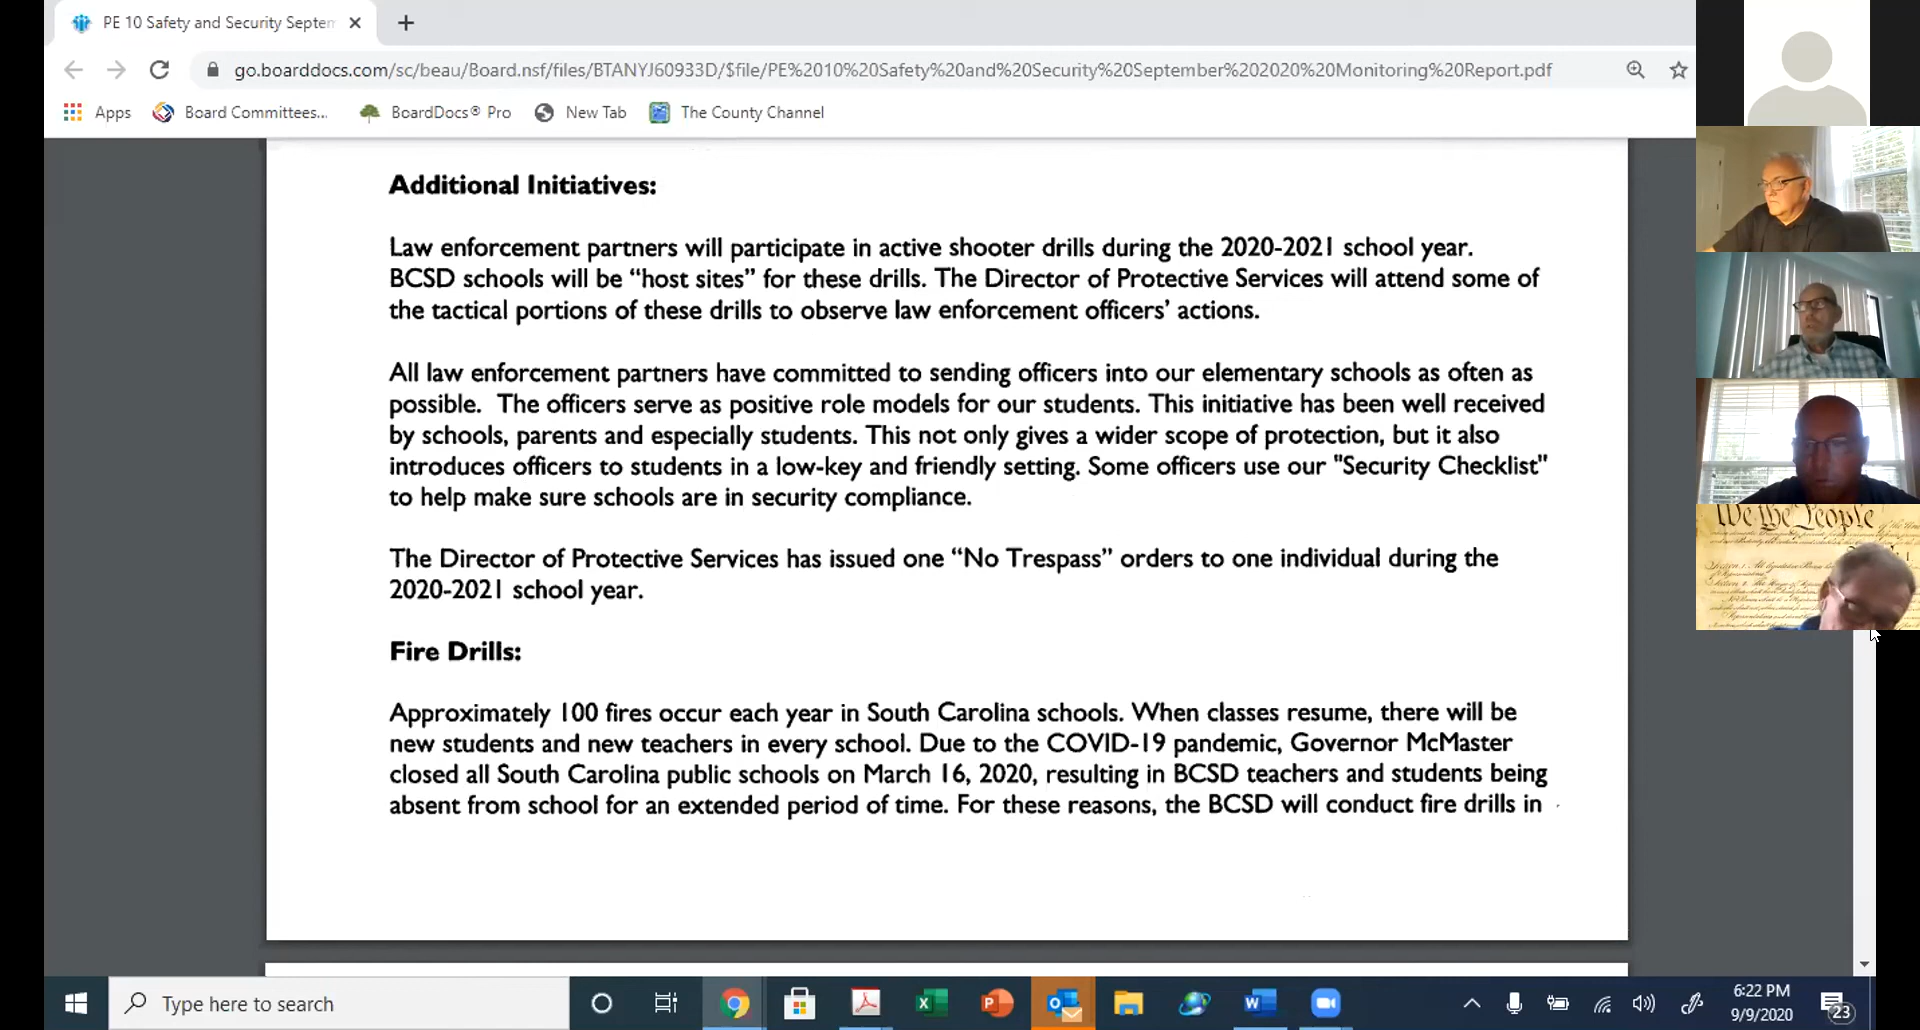 PE 10 Safety and Security Septem
go.boarddocs.com/sc/beau/Board.nsf/files/BTANYJ60933D/$file/PE%2010%20Safety%20and%20Security%20September%202020%20Monitoring%20Report.pdf
Apps Board Committees... BoardDocs® Pro New Tab The County Channel
Additional Initiatives:
Law enforcement partners will participate in active shooter drills during the 2020-2021 school year.
BCSD schools will be “host sites” for these drills. The Director of Protective Services will attend some of
the tactical portions of these drills to observe law enforcement officers’ actions.
All law enforcement partners have committed to sending officers into our elementary schools as often as
possible. The officers serve as positive role models for our students. This initiative has been well received
by schools, parents and especially students. This not only gives a wider scope of protection, but it also
introduces officers to students in a low-key and friendly setting. Some officers use our "Security Checklist"
to help make sure schools are in security compliance.
The Director of Protective Services has issued one “No Trespass” orders to one individual during the
2020-2021 school year.
Fire Drills:
Approximately 100 fires occur each year in South Carolina schools. When classes resume, there will be
new students and new teachers in every school. Due to the COVID-19 pandemic, Governor McMaster
closed all South Carolina public schools on March 16, 2020, resulting in BCSD teachers and students being
absent from school for an extended period of time. For these reasons, the BCSD will conduct fire drills in
We the People
Type here to search
6:22 PM
9/9/2020
23